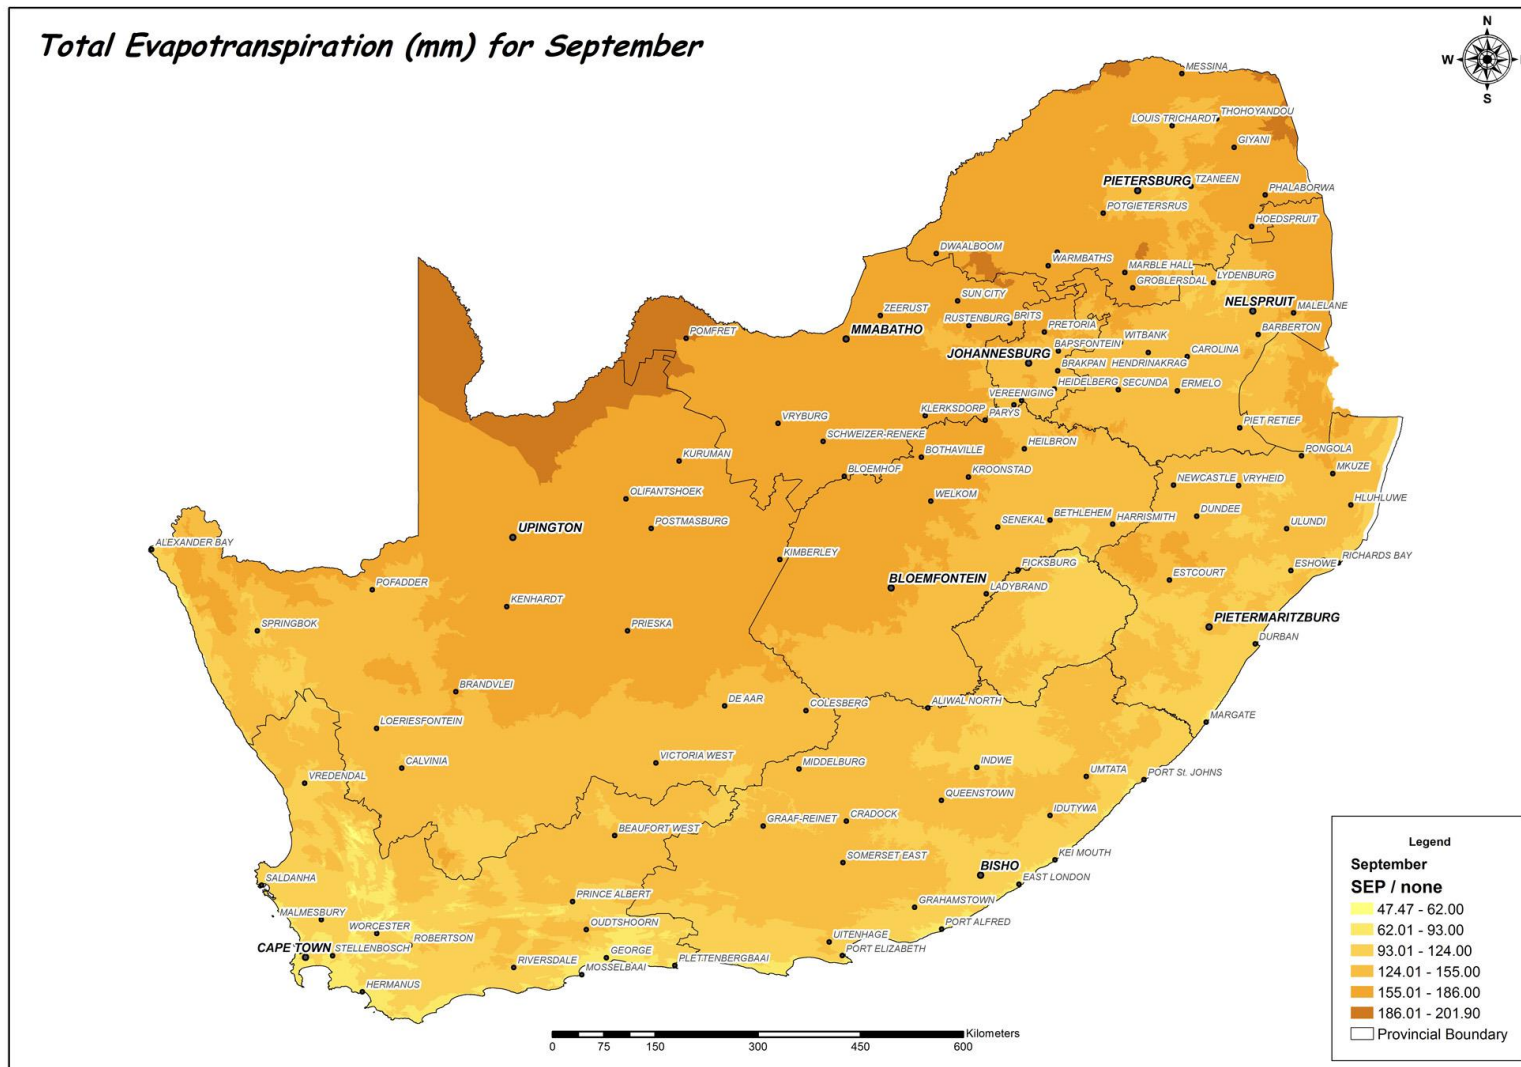 Total Evapotranspiration (mm) for September
N
W
S
MESSINA
THOHOYANDOU
LOUIS TRICHARDT
GIYANI
PIETERSBURG
TZANEEN
PHALABORWA
POTGIETERSRUS
HOEDSPRUIT
DWAALBOOM
WARMBATHS
MARBLE HALL
LYDENBURG
GROBLERSDAL
SUN CITY
NELSPRUIT
MALELANE
ZEERUST
RUSTENBURG
BRITS
PRETORIA
WITBANK
BARBERTON
POMFRET
MMABATHO
JOHANNESBURG
BAPSFONTEIN
HENDRINAKRAG
CAROLINA
BRAKPAN
HEIDELBERG
SECUNDA
ERMELO
VEREENIGING
KLERKSDORP
PARYS
VRYBURG
PIET RETIEF
SCHWEIZER-RENEKE
HEILBRON
BOTHAVILLE
PONGOLA
KURUMAN
BLOEMHOF
KROONSTAD
MKUZE
NEWCASTLE
VRYHEID
OLIFANTSHOEK
WELKOM
HLUHLUWE
UPINGTON
POSTMASBURG
SENEKAL
BETHLEHEM
HARRISMITH
DUNDEE
ULUNDI
ALEXANDER BAY
KIMBERLEY
RICHARDS BAY
FICKSBURG
ESHOWE
POFADDER
BLOEMFONTEIN
LADYBRAND
ESTCOURT
KENHARDT
PIETERMARITZBURG
SPRINGBOK
PRIESKA
DURBAN
BRANDVLEI
DE AAR
COLESBERG
ALIWAL NORTH
MARGATE
LOERIESFONTEIN
CALVINIA
VICTORIA WEST
MIDDELBURG
INDWE
UMTATA
PORT St. JOHNS
VREDENDAL
QUEENSTOWN
GRAAF-REINET
CRADOCK
IDUTYWA
BEAUFORT WEST
SOMERSET EAST
BISHO
KEI MOUTH
SALDANHA
EAST LONDON
PRINCE ALBERT
GRAHAMSTOWN
MALMESBURY
WORCESTER
OUDTSHOORN
PORT ALFRED
ROBERTSON
UITENHAGE
CAPE TOWN
STELLENBOSCH
GEORGE
PORT ELIZABETH
RIVERSDALE
MOSSELBAAI
PLETTENBERGBAAI
HERMANUS
Kilometers
0 75 150 300 450 600
Legend
September
SEP / none
47.47 - 62.00
62.01 - 93.00
93.01 - 124.00
124.01 - 155.00
155.01 - 186.00
186.01 - 201.90
Provincial Boundary